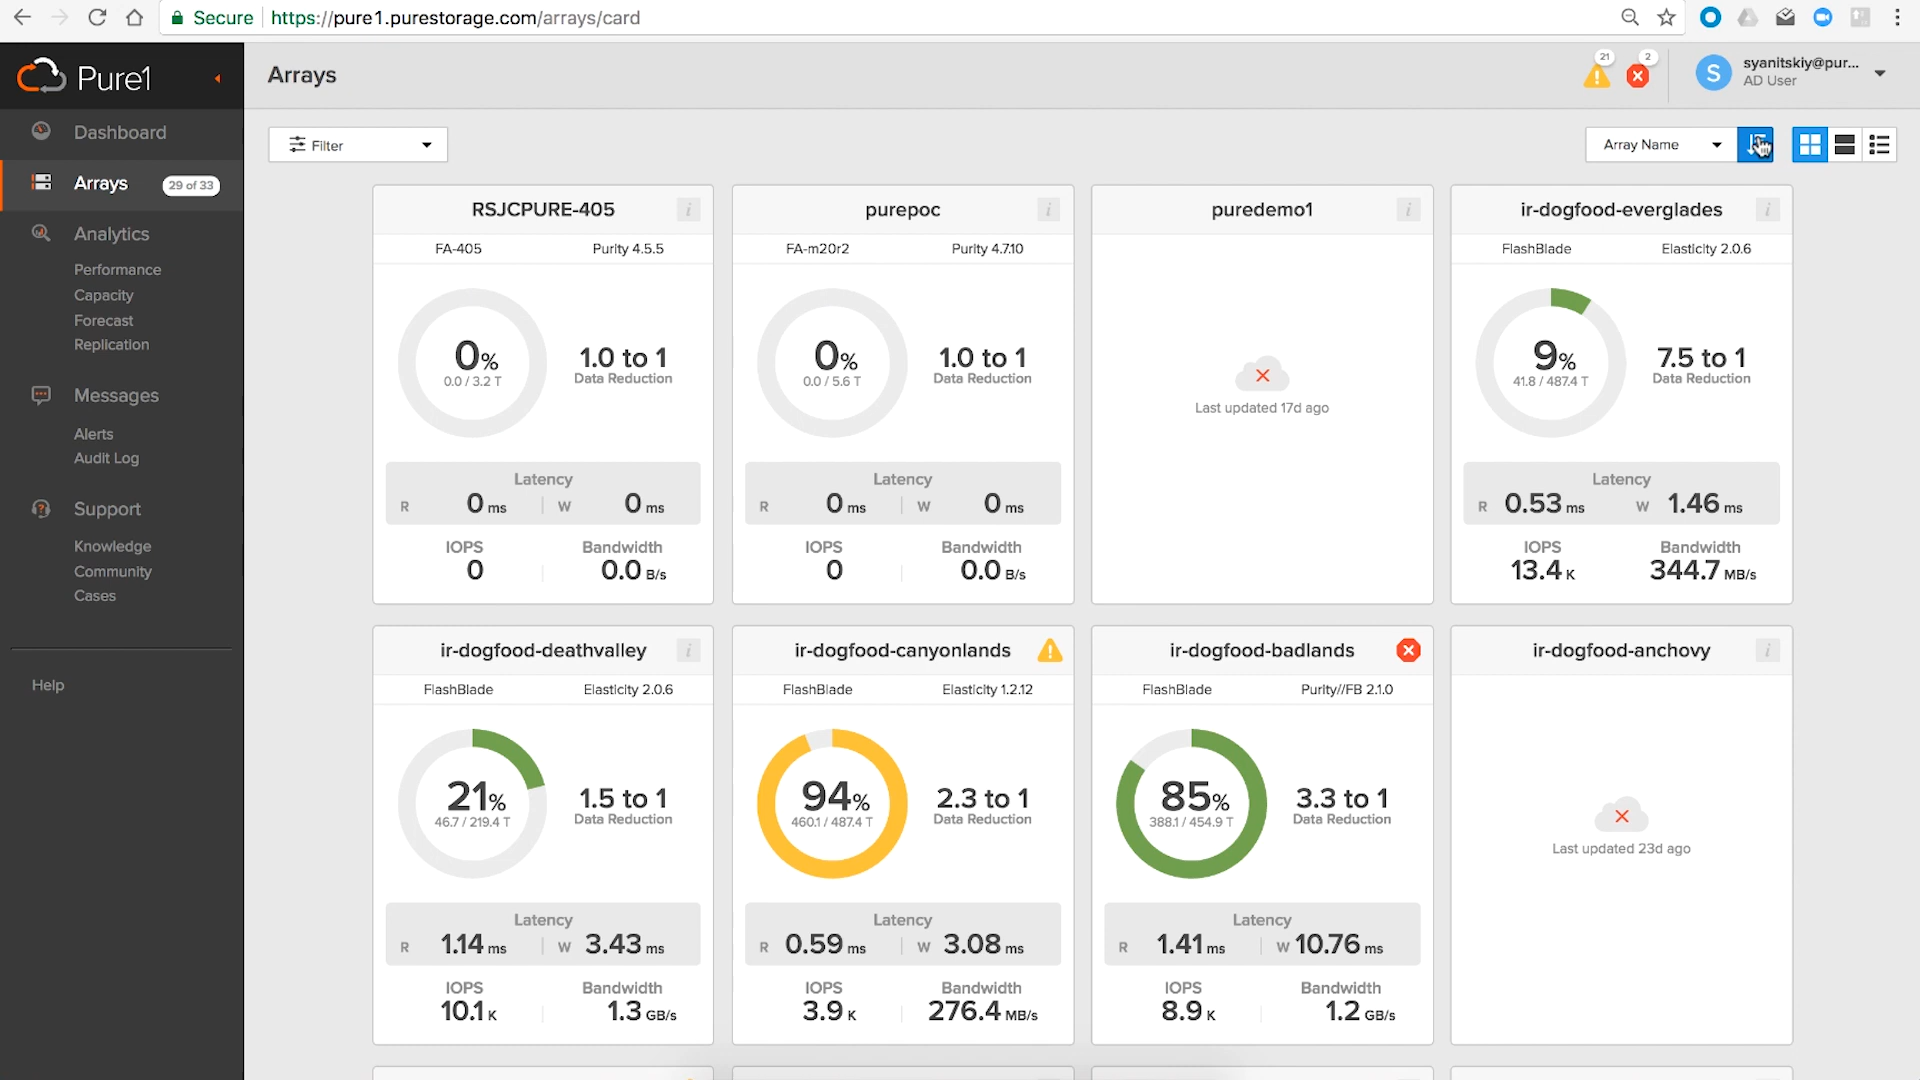 Secure https://pure1.purestorage.com/arrays/card
Pure1
Arrays
21
2
S
syanitskiy@pur...
AD User
Dashboard
Arrays 29 of 33
Analytics
Performance
Capacity
Forecast
Replication
Messages
Alerts
Audit Log
Support
Knowledge
Community
Cases
Help
Filter
Array Name
RSJCPURE-405 i
FA-405 Purity 4.5.5
0%
0.0 / 3.2 T
1.0 to 1
Data Reduction
Latency
R 0 ms W 0 ms
IOPS Bandwidth
0 0.0 B/s
purepoc i
FA-m20r2 Purity 4.7.10
0%
0.0 / 5.6 T
1.0 to 1
Data Reduction
Latency
R 0 ms W 0 ms
IOPS Bandwidth
0 0.0 B/s
puredemo1 i
Last updated 17d ago
ir-dogfood-everglades i
FlashBlade Elasticity 2.0.6
9%
41.8 / 487.4 T
7.5 to 1
Data Reduction
Latency
R 0.53 ms W 1.46 ms
IOPS Bandwidth
13.4 K 344.7 MB/s
ir-dogfood-deathvalley i
FlashBlade Elasticity 2.0.6
21%
46.7 / 219.4 T
1.5 to 1
Data Reduction
Latency
R 1.14 ms W 3.43 ms
IOPS Bandwidth
10.1 K 1.3 GB/s
ir-dogfood-canyonlands
FlashBlade Elasticity 1.2.12
94%
460.1 / 487.4 T
2.3 to 1
Data Reduction
Latency
R 0.59 ms W 3.08 ms
IOPS Bandwidth
3.9 K 276.4 MB/s
ir-dogfood-badlands
FlashBlade Purity//FB 2.1.0
85%
388.1 / 454.9 T
3.3 to 1
Data Reduction
Latency
R 1.41 ms W 10.76 ms
IOPS Bandwidth
8.9 K 1.2 GB/s
ir-dogfood-anchovy i
Last updated 23d ago